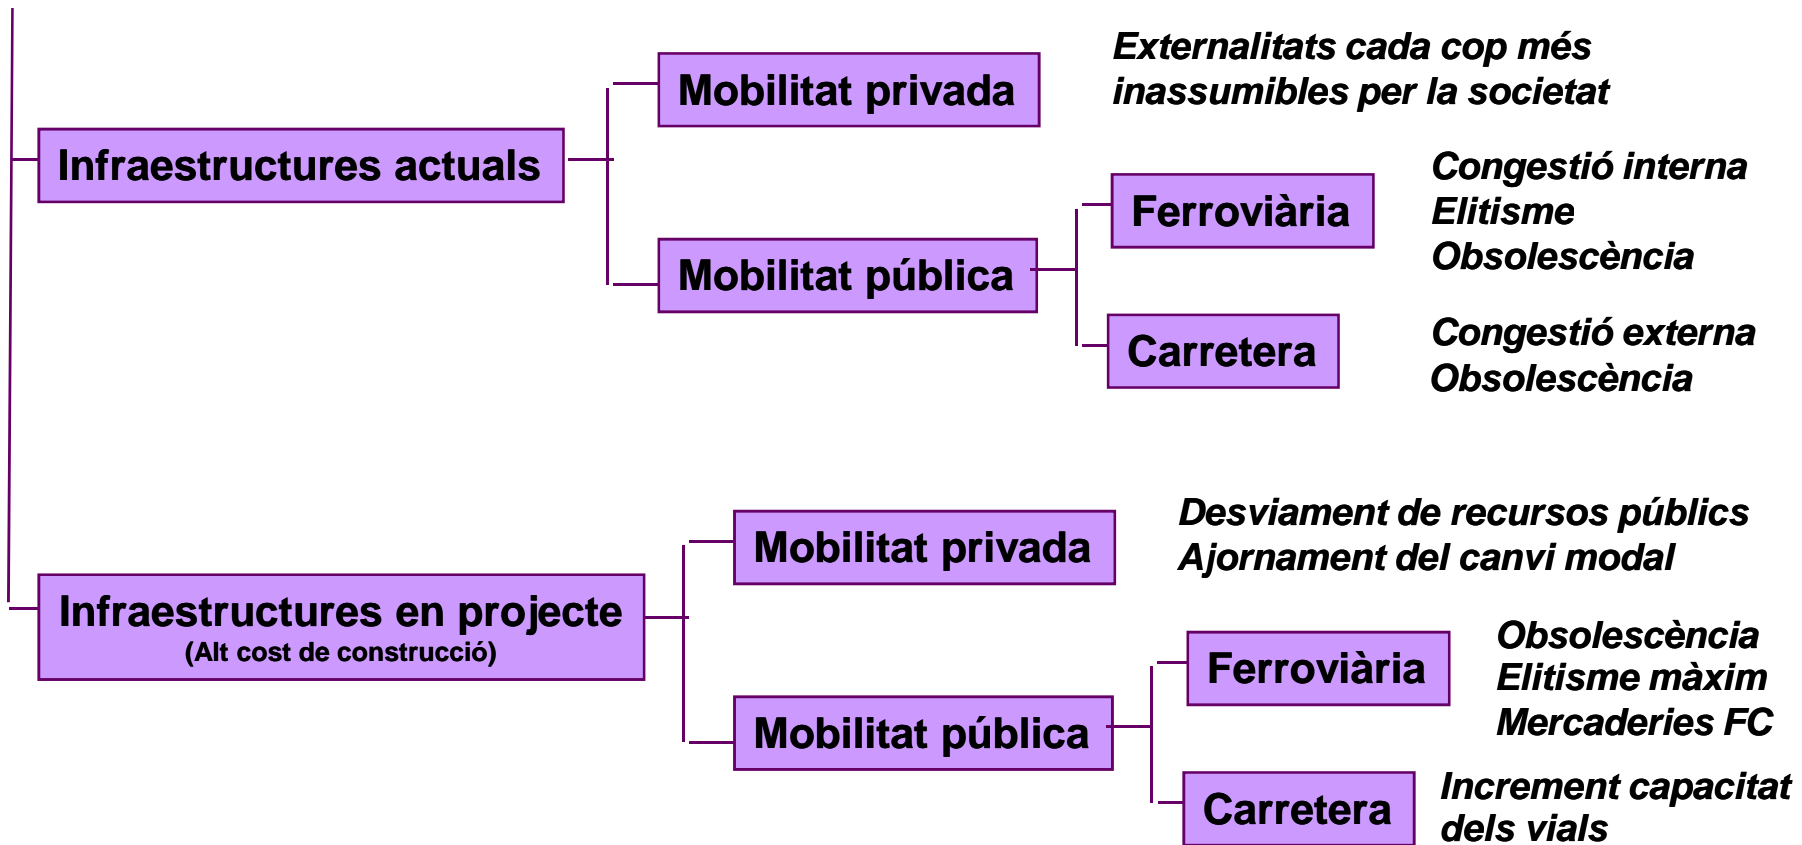 Externalitats cada cop més
inassumibles per la societat
Mobilitat privada
Infraestructures actuals
Mobilitat pública
Ferroviària
Congestió interna
Elitisme
Obsolescència
Carretera
Congestió externa
Obsolescència
Infraestructures en projecte
(Alt cost de construcció)
Mobilitat privada
Desviament de recursos públics
Ajornament del canvi modal
Mobilitat pública
Ferroviària
Obsolescència
Elitisme màxim
Mercaderies FC
Carretera
Increment capacitat
dels vials